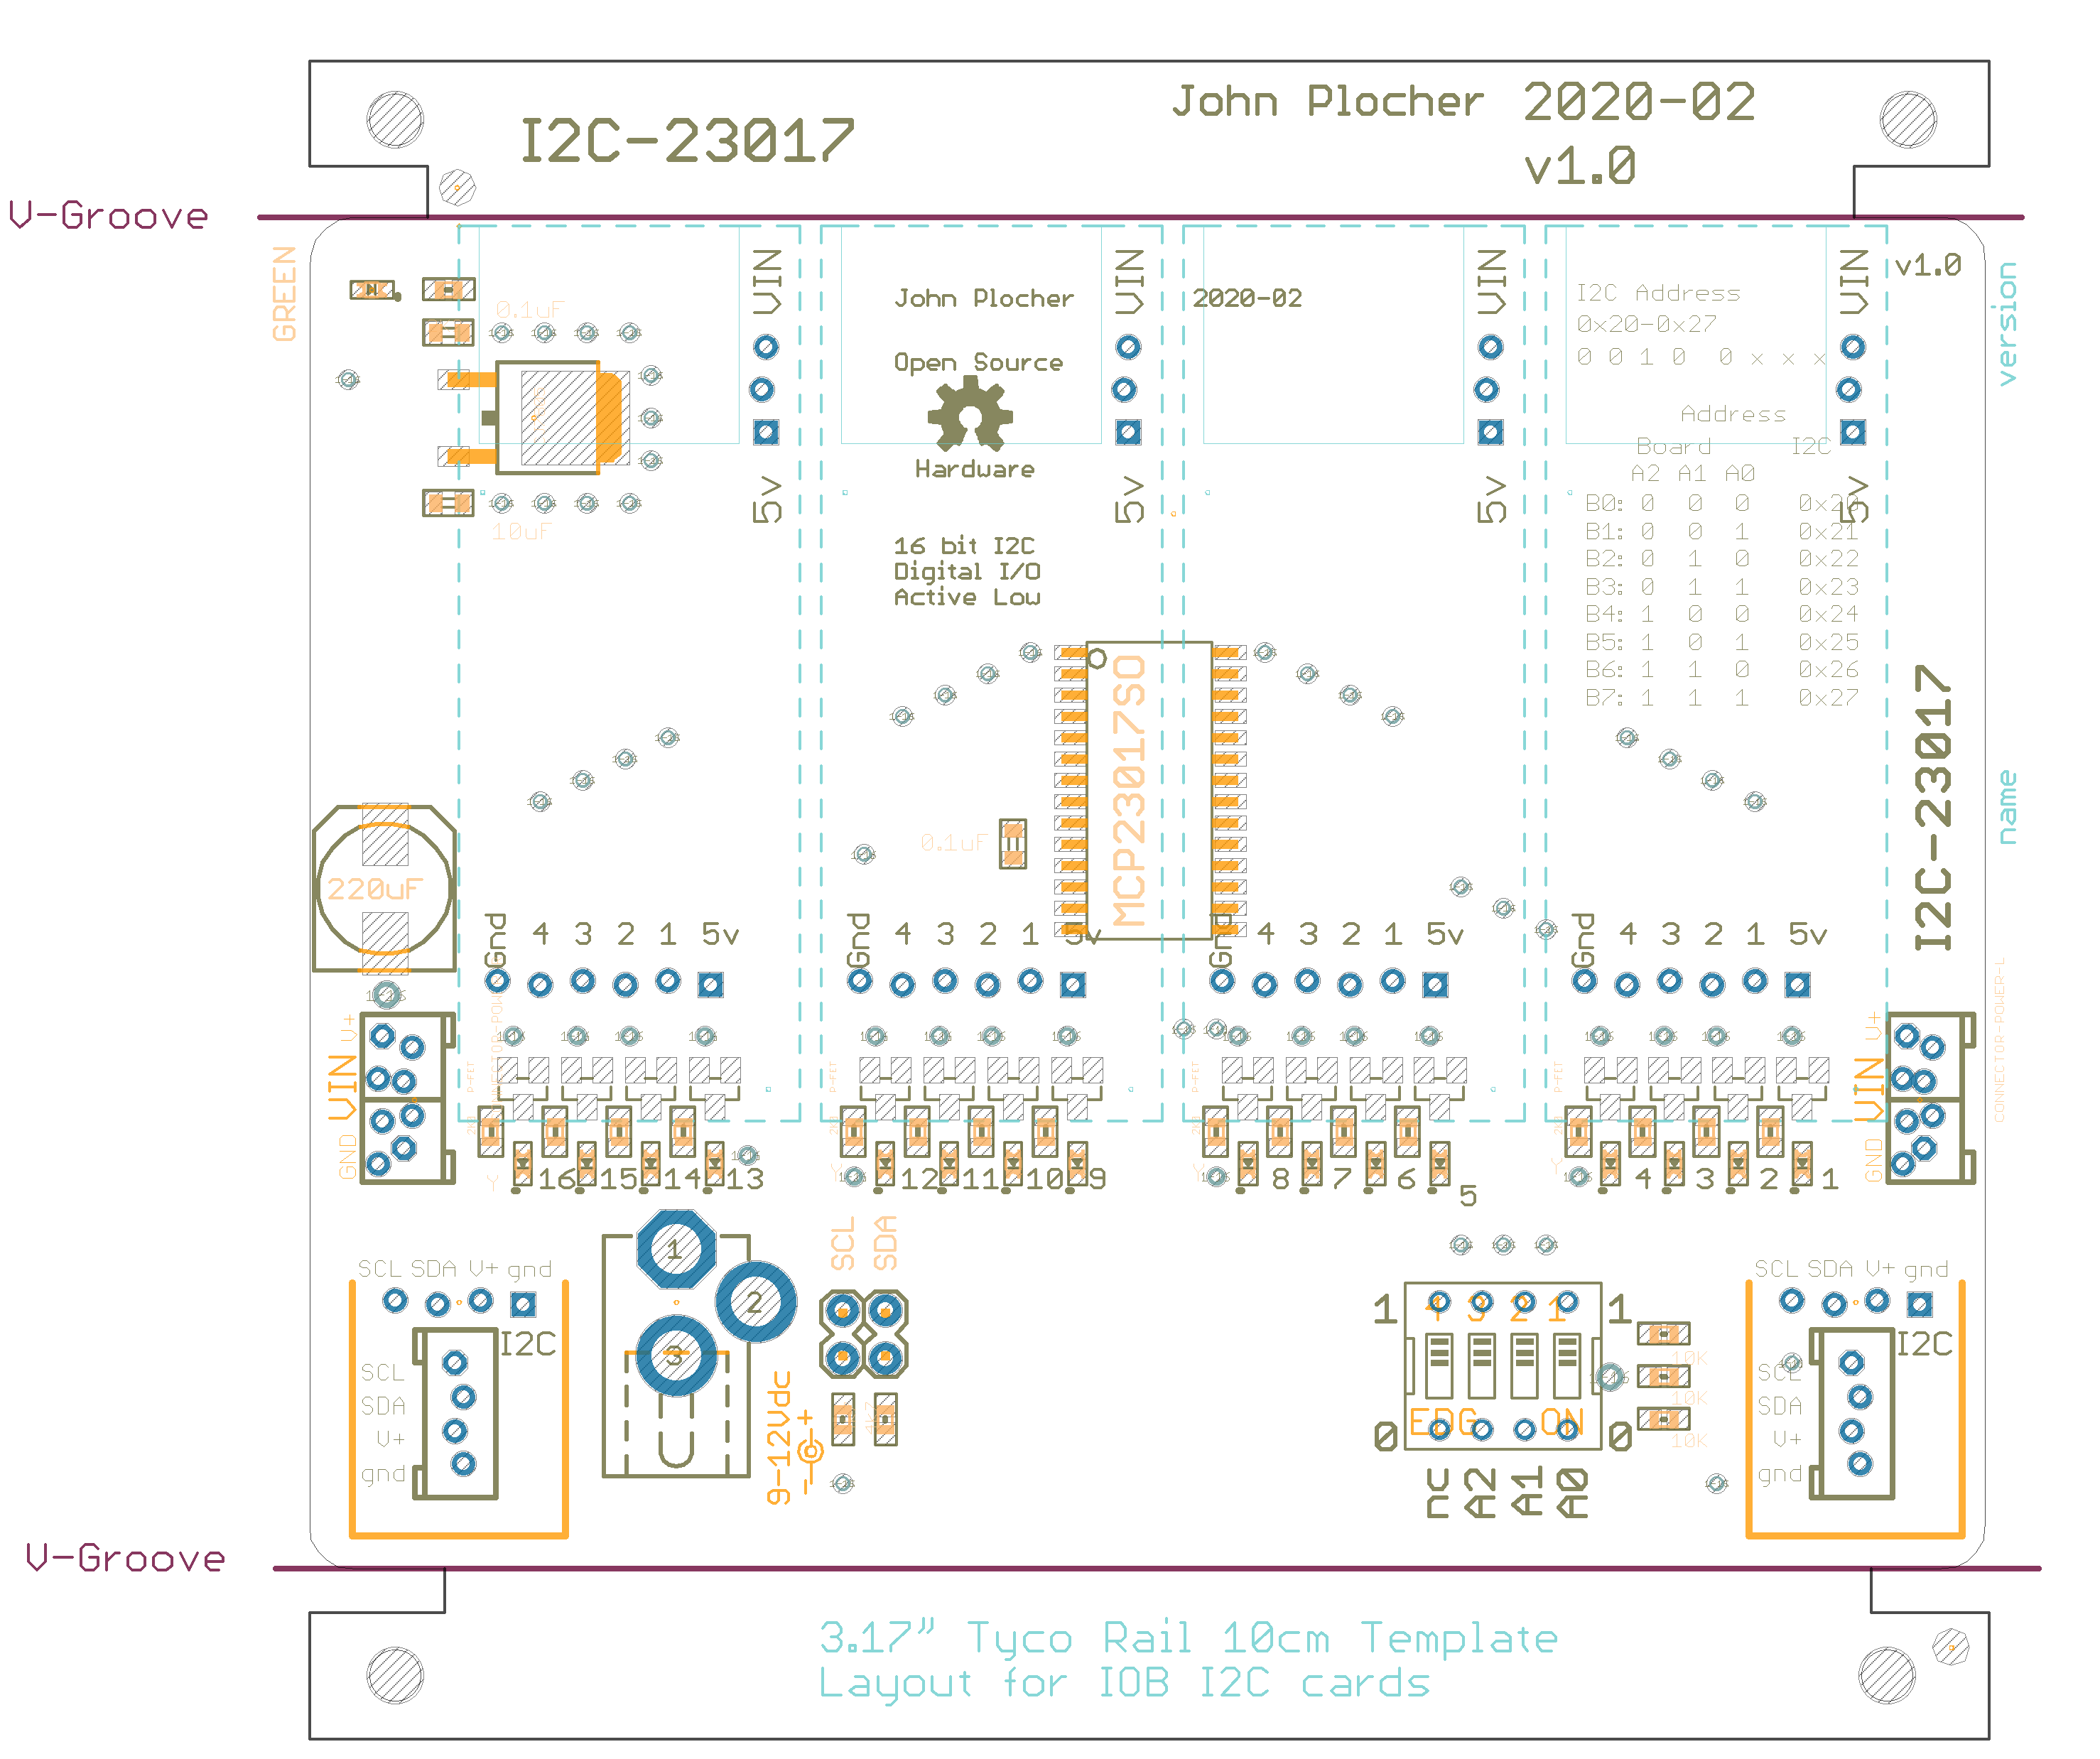 John Plocher 2020-02
I2C-23017
v1.0
V-Groove
GREEN
VIN
VIN
VIN
VIN
v1.0
version
0.1uF
John Plocher
2020-02
I2C Address
0x20-0x27
0 0 1 0 0 x x x
Open Source
Hardware
Address
Board I2C
A2 A1 A0
5v
5v
5v
5v
B0: 0 0 0 0x20
B1: 0 0 1 0x21
B2: 0 1 0 0x22
B3: 0 1 1 0x23
B4: 1 0 0 0x24
B5: 1 0 1 0x25
B6: 1 1 0 0x26
B7: 1 1 1 0x27
10uF
16 bit I2C
Digital I/O
Active Low
MCP23017SO
I2C-23017
name
0.1uF
220uF
Gnd 4 3 2 1 5v
Gnd 4 3 2 1 5v
Gnd 4 3 2 1 5v
Gnd 4 3 2 1 5v
V+
VIN
GND
V+
VIN
GND
CONNECTOR-POWER-L
16 15 14 13
12 11 10 9
8 7 6 5
4 3 2 1
SCL SDA V+ gnd
I2C
SCL
SDA
V+
gnd
1
2
3
9-12Vdc
- +
SCL SDA
1 4 3 2 1 1
0 EDG ON 0
nc A2 A1 A0
10K
10K
10K
SCL SDA V+ gnd
I2C
SCL
SDA
V+
gnd
V-Groove
3.17" Tyco Rail 10cm Template
Layout for IOB I2C cards